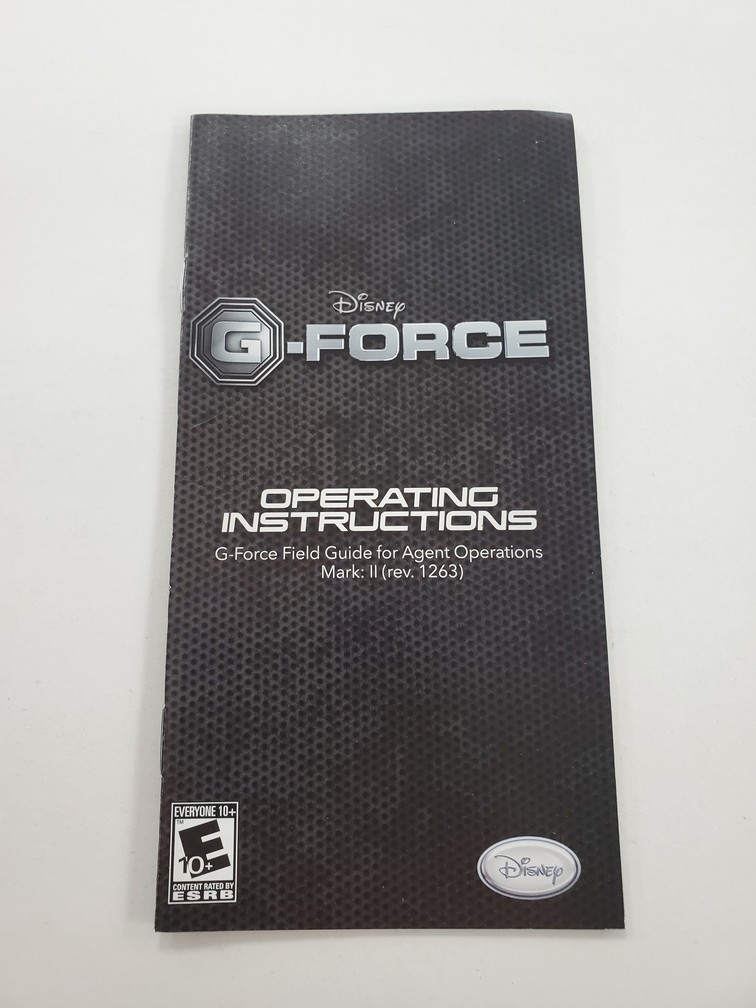 Disney
G-FORCE
OPERATING
INSTRUCTIONS
G-Force Field Guide for Agent Operations
Mark: II (rev. 1263)
EVERYONE 10+
™
E
10+
CONTENT RATED BY
ESRB
Disney